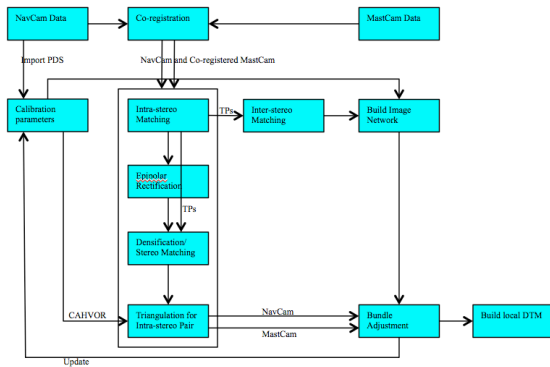 NavCam Data
Co-registration
MastCam Data
Import PDS
NavCam and Co-registered MastCam
Calibration
parameters
Intra-stereo
Matching
TPs
Inter-stereo
Matching
Build Image
Network
Epipolar
Rectification
TPs
Densification/
Stereo Matching
CAHVOR
Triangulation for
Intra-stereo Pair
NavCam
MastCam
Bundle
Adjustment
Build local DTM
Update